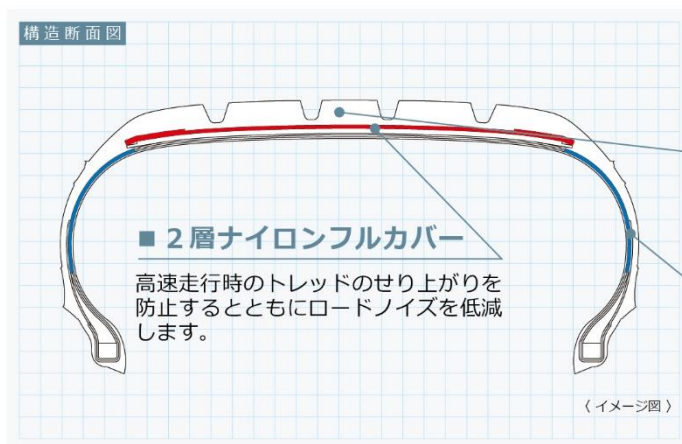 構造断面図
■ 2層ナイロンフルカバー
高速走行時のトレッドのせり上がりを
防止するとともにロードノイズを低減
します。
〈イメージ図〉